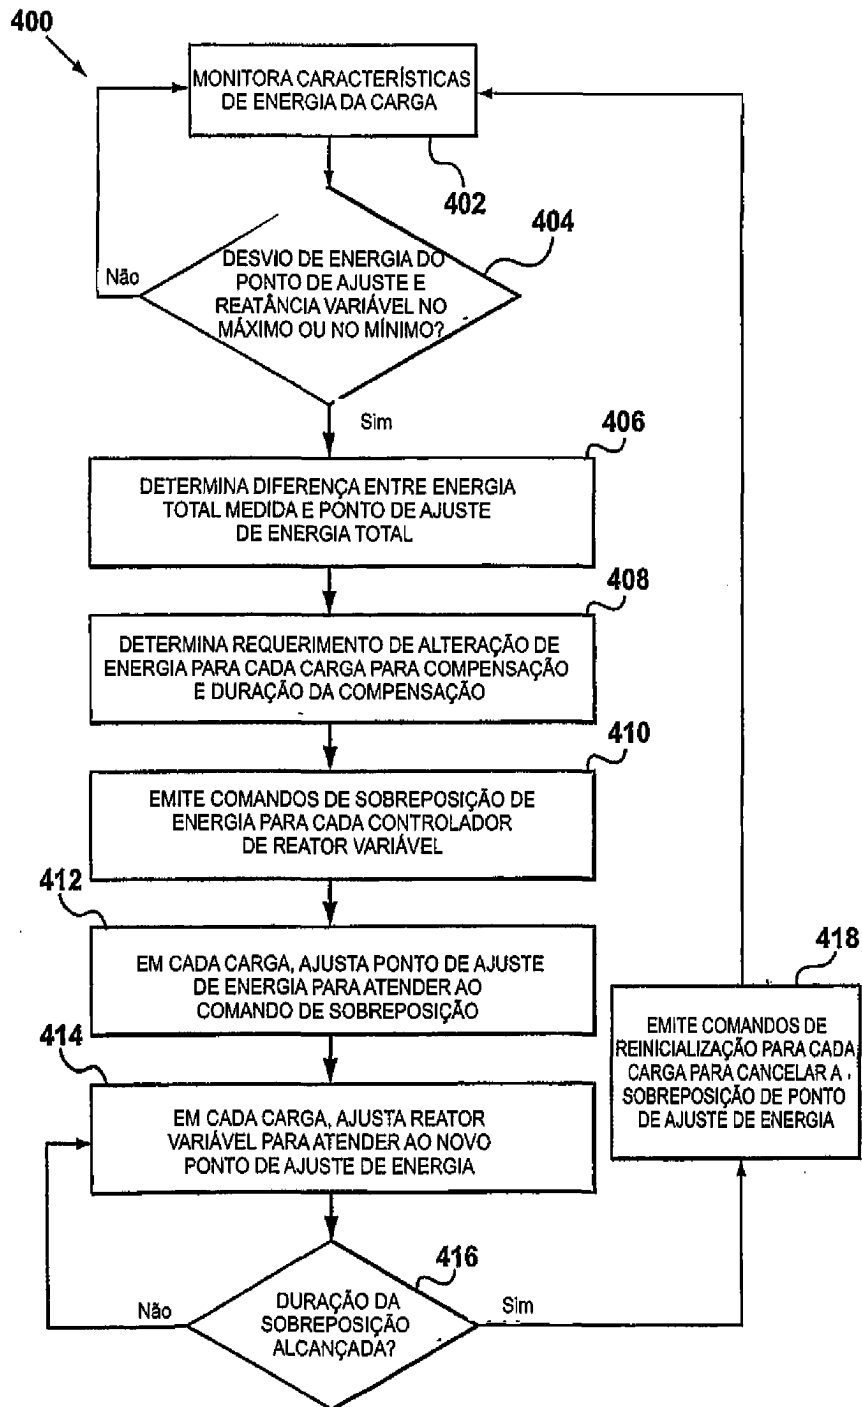 400
MONITORA CARACTERÍSTICAS
DE ENERGIA DA CARGA
402
404
DESVIO DE ENERGIA DO
PONTO DE AJUSTE E
REATÂNCIA VARIÁVEL NO
MÁXIMO OU NO MÍNIMO?
Não
Sim
406
DETERMINA DIFERENÇA ENTRE ENERGIA
TOTAL MEDIDA E PONTO DE AJUSTE
DE ENERGIA TOTAL
408
DETERMINA REQUERIMENTO DE ALTERAÇÃO DE
ENERGIA PARA CADA CARGA PARA COMPENSAÇÃO
E DURAÇÃO DA COMPENSAÇÃO
410
EMITE COMANDOS DE SOBREPOSIÇÃO DE
ENERGIA PARA CADA CONTROLADOR
DE REATOR VARIÁVEL
412
EM CADA CARGA, AJUSTA PONTO DE AJUSTE
DE ENERGIA PARA ATENDER AO
COMANDO DE SOBREPOSIÇÃO
414
EM CADA CARGA, AJUSTA REATOR
VARIÁVEL PARA ATENDER AO NOVO
PONTO DE AJUSTE DE ENERGIA
416
DURAÇÃO DA
SOBREPOSIÇÃO
ALCANÇADA?
Não
Sim
418
EMITE COMANDOS DE
REINICIALIZAÇÃO PARA CADA
CARGA PARA CANCELAR A
SOBREPOSIÇÃO DE PONTO
DE AJUSTE DE ENERGIA